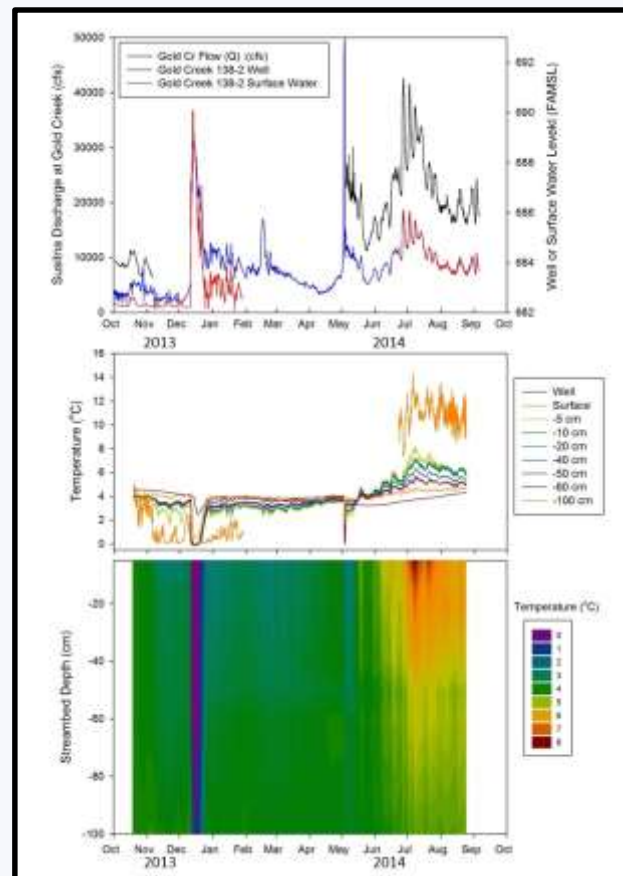 Gold Cr Flow (Q) (cfs)
Gold Creek 138-2 Well
Gold Creek 138-2 Surface Water
Susitna Discharge at Gold Creek (cfs)
50000
40000
30000
20000
10000
0
Well or Surface Water Level (FAMSL)
692
690
688
686
684
662
Oct Nov Dec Jan Feb Mar Apr May Jun Jul Aug Sep Oct
2013 2014
Temperature (°C)
16
14
12
10
8
6
4
2
0
Well
Surface
-5 cm
-10 cm
-20 cm
-40 cm
-50 cm
-60 cm
-100 cm
Streambed Depth (cm)
-20
-40
-60
-80
-100
Temperature (°C)
0
1
2
3
4
5
6
7
8
Oct Nov Dec Jan Feb Mar Apr May Jun Jul Aug Sep Oct
2013 2014